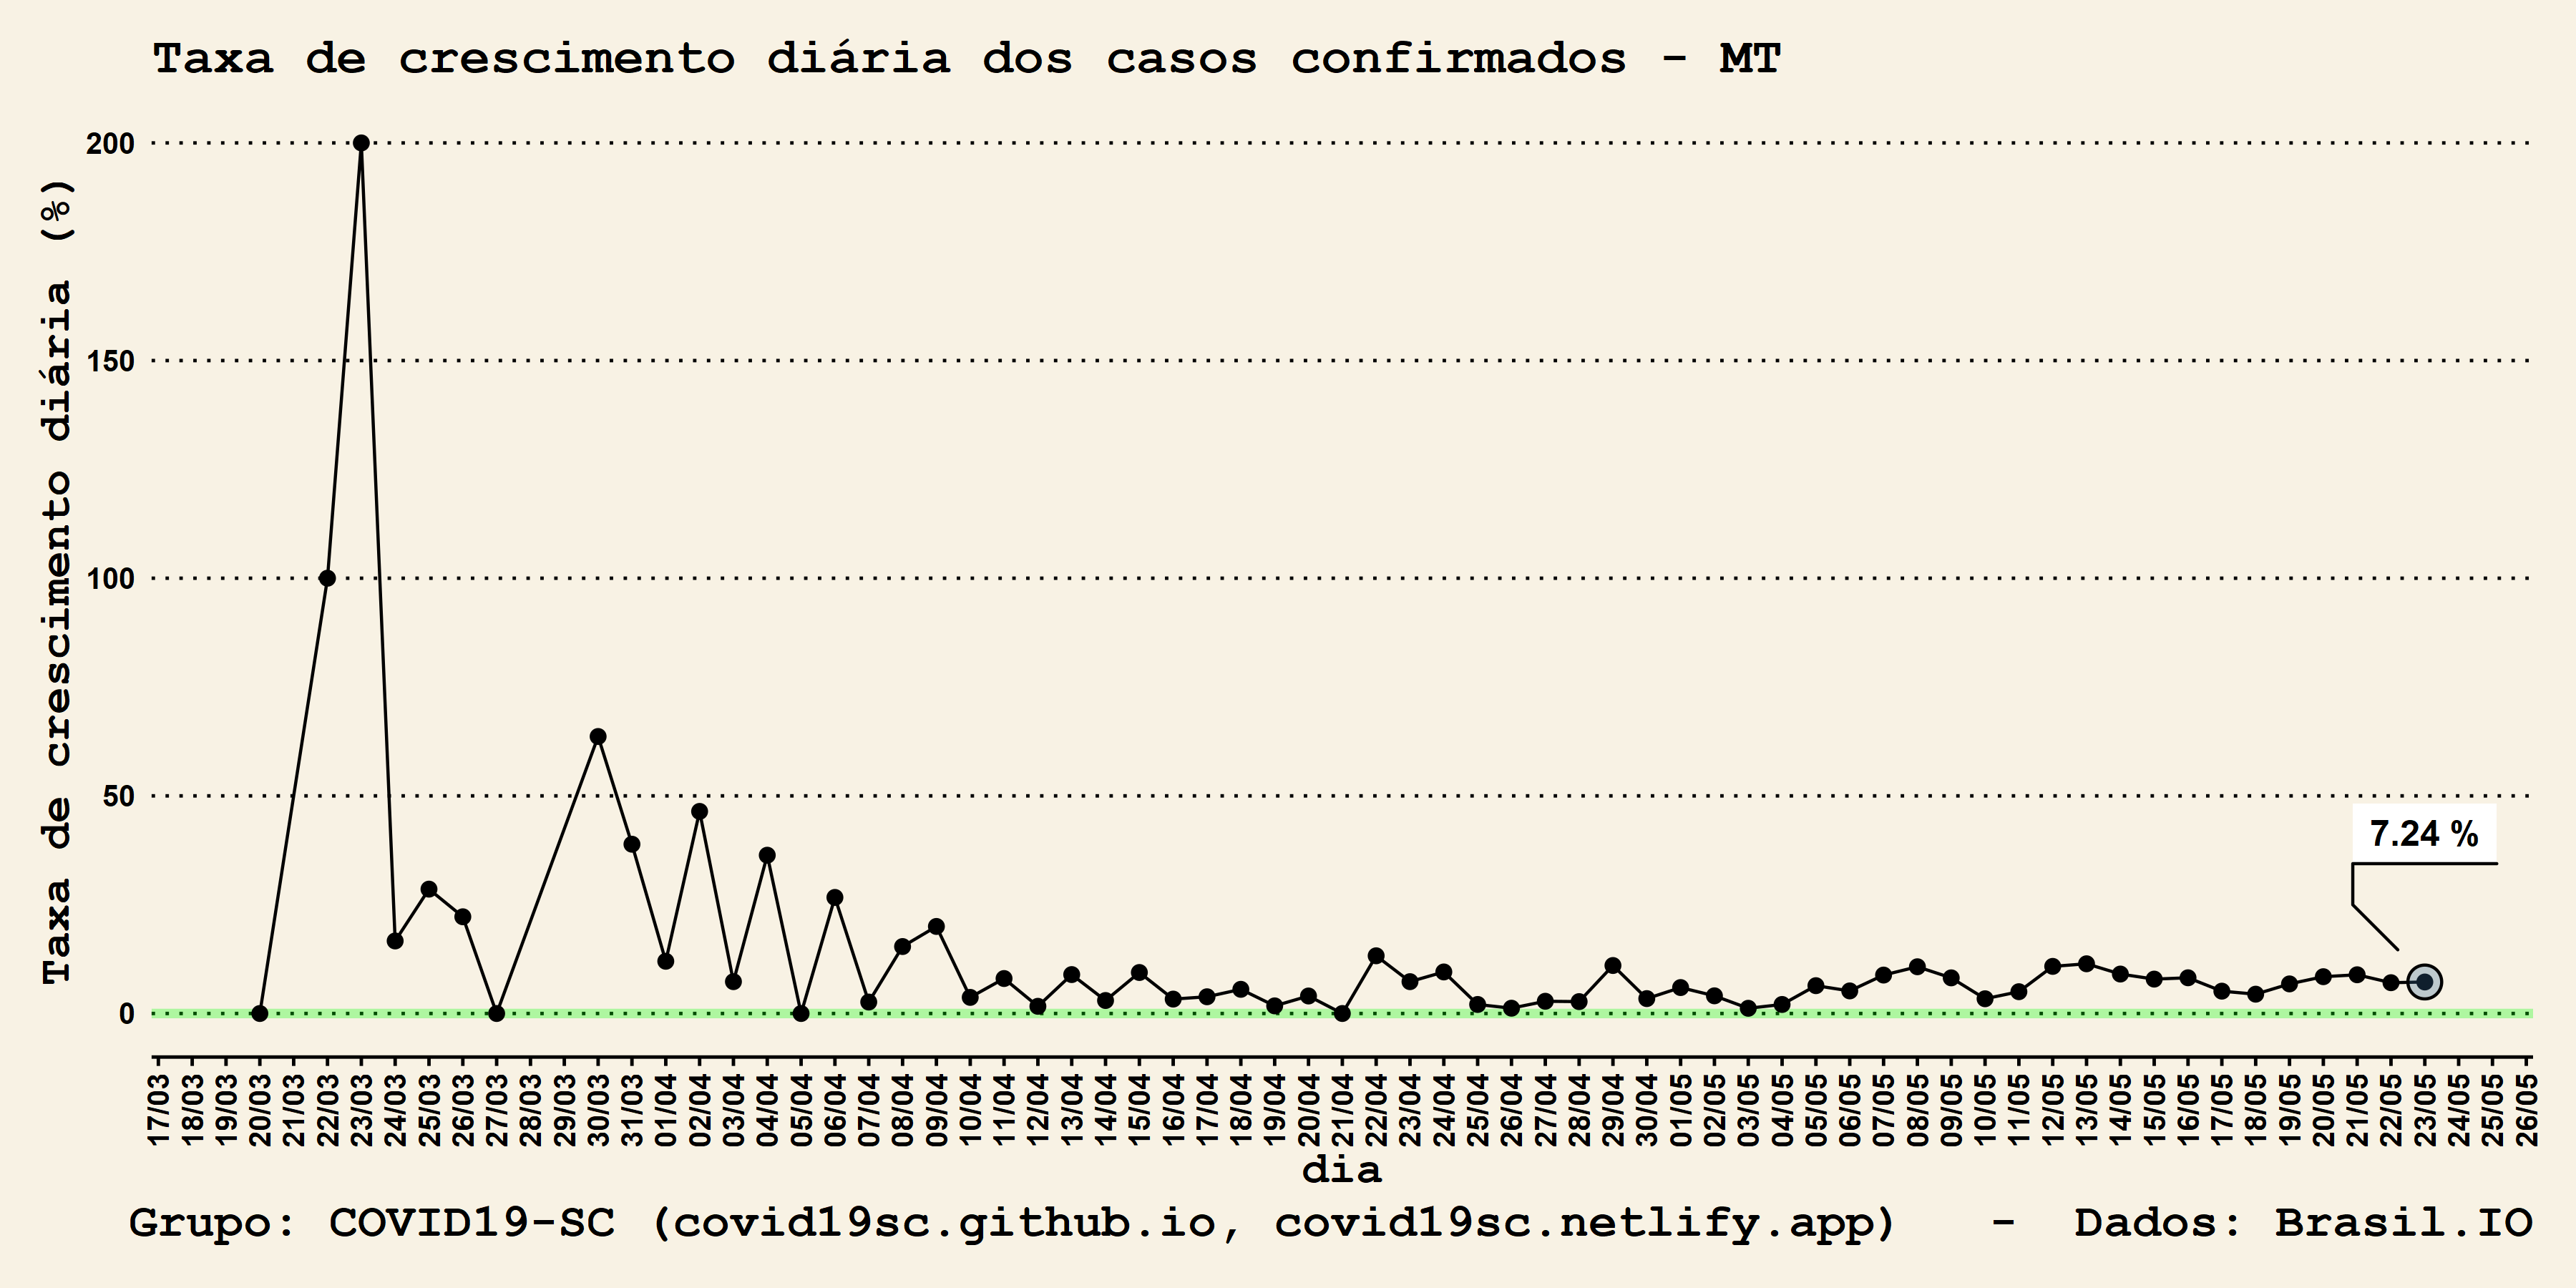 Taxa de crescimento diária dos casos confirmados - MT
Taxa de crescimento diária (%)
200
150
100
50
0
7.24 %
17/03 18/03 19/03 20/03 21/03 22/03 23/03 24/03 25/03 26/03 27/03 28/03 29/03 30/03 31/03 01/04 02/04 03/04 04/04 05/04 06/04 07/04 08/04 09/04 10/04 11/04 12/04 13/04 14/04 15/04 16/04 17/04 18/04 19/04 20/04 21/04 22/04 23/04 24/04 25/04 26/04 27/04 28/04 29/04 30/04 01/05 02/05 03/05 04/05 05/05 06/05 07/05 08/05 09/05 10/05 11/05 12/05 13/05 14/05 15/05 16/05 17/05 18/05 19/05 20/05 21/05 22/05 23/05 24/05 25/05 26/05
dia
Grupo: COVID19-SC (covid19sc.github.io, covid19sc.netlify.app) - Dados: Brasil.IO